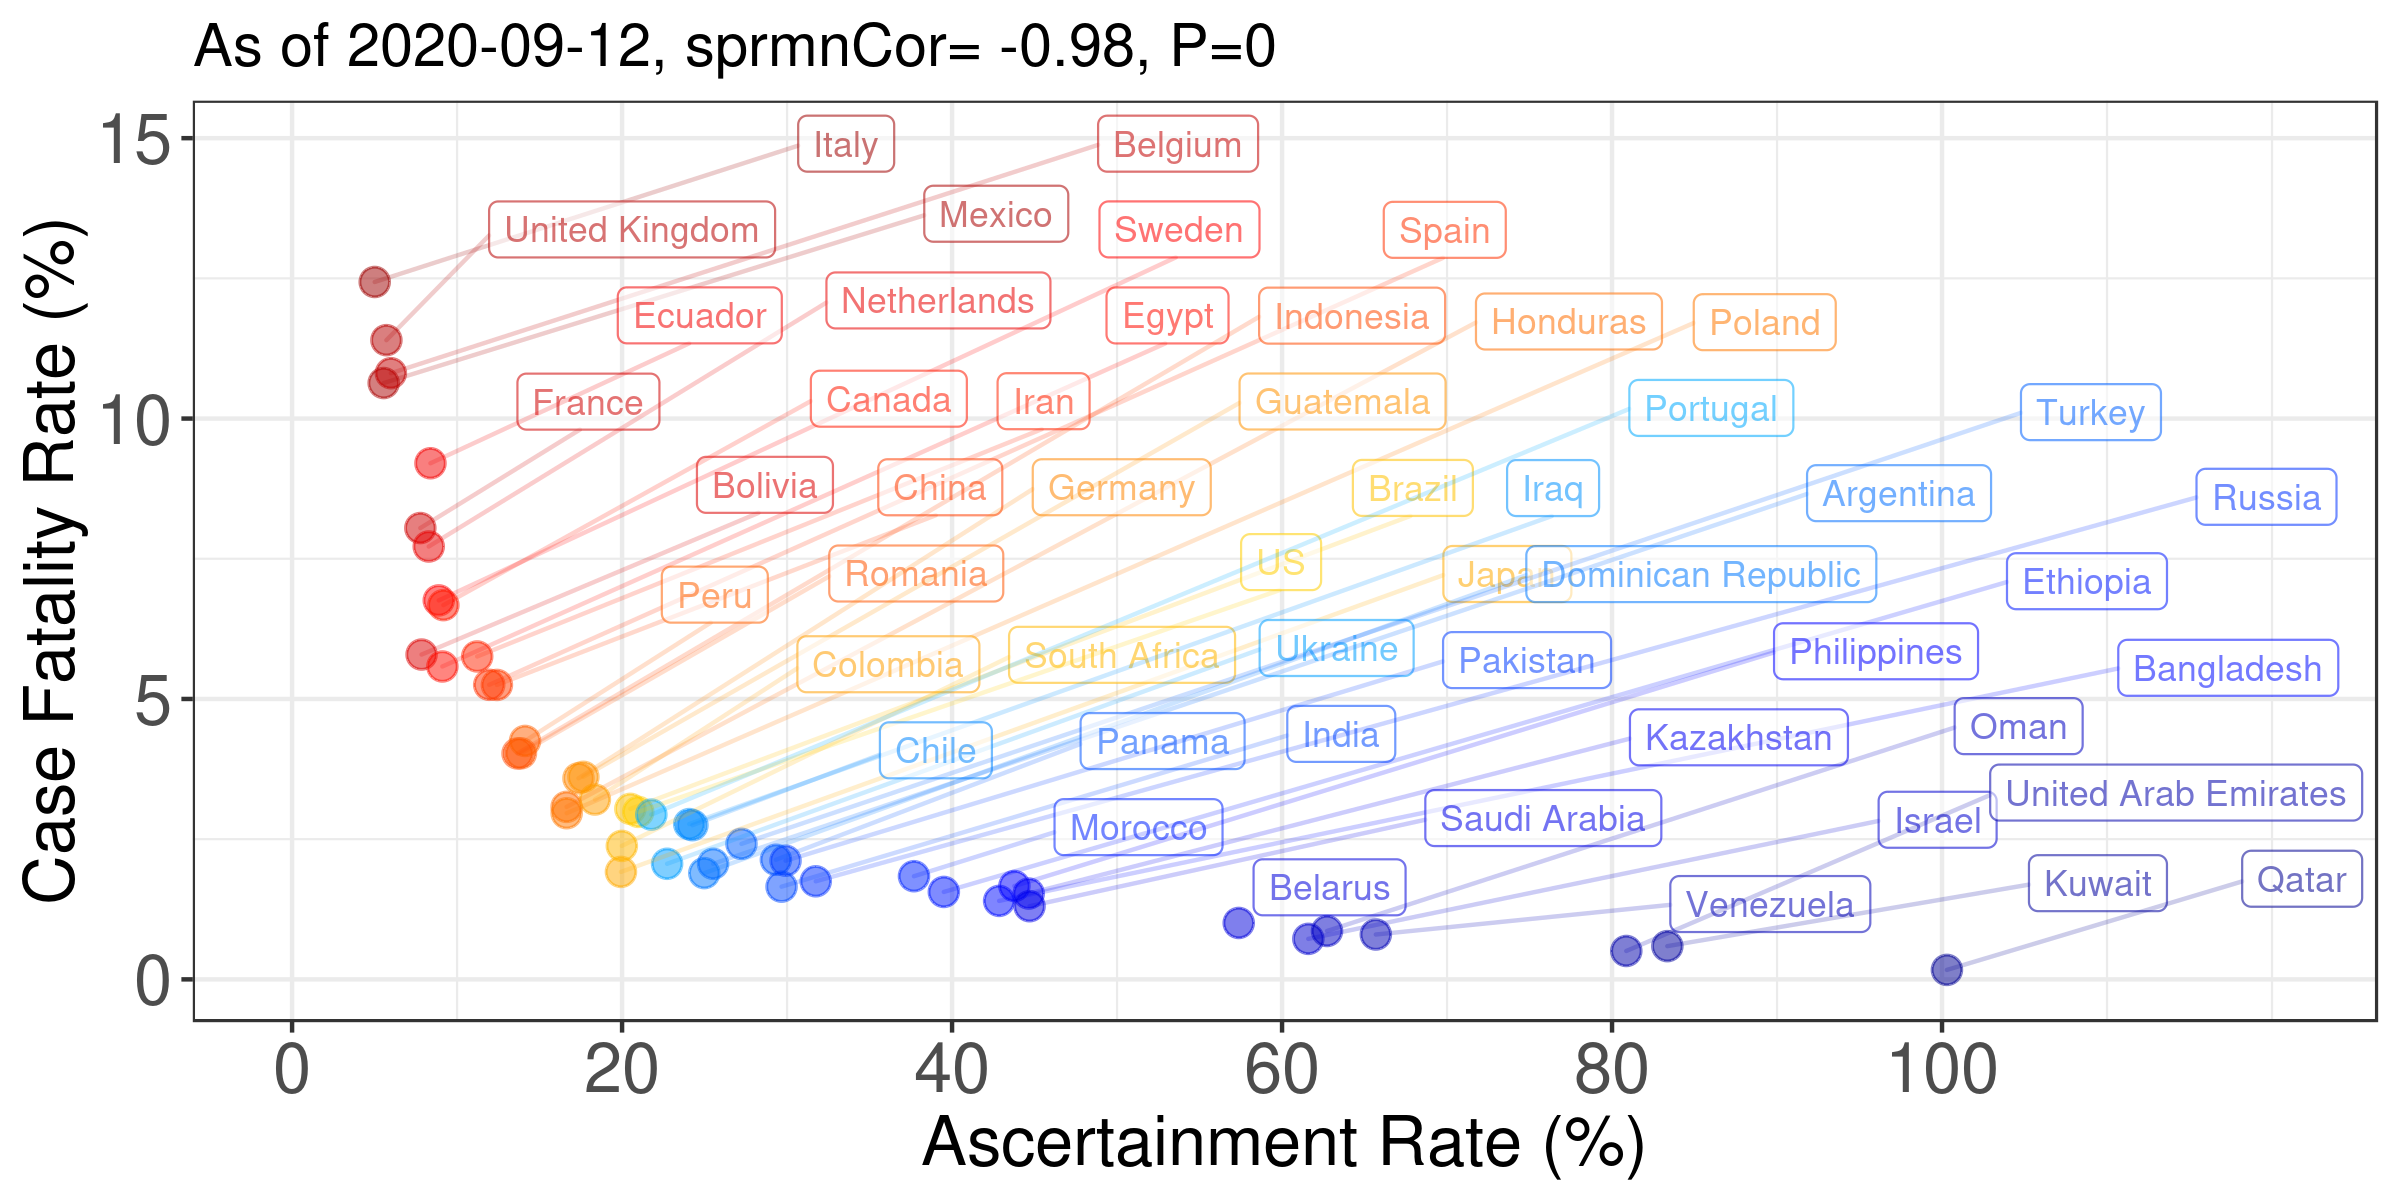 As of 2020-09-12, sprmnCor= -0.98, P=0
Case Fatality Rate (%)
15
10
5
0
Italy
Belgium
United Kingdom
Mexico
Sweden
Spain
Ecuador
Netherlands
Egypt
Indonesia
Honduras
Poland
France
Canada
Iran
Guatemala
Portugal
Turkey
Bolivia
China
Germany
Brazil
Iraq
Argentina
Russia
Peru
Romania
US
Japan
Dominican Republic
Ethiopia
Colombia
South Africa
Ukraine
Pakistan
Philippines
Bangladesh
Chile
Panama
India
Kazakhstan
Oman
Morocco
Saudi Arabia
Israel
United Arab Emirates
Belarus
Venezuela
Kuwait
Qatar
0
20
40
60
80
100
Ascertainment Rate (%)